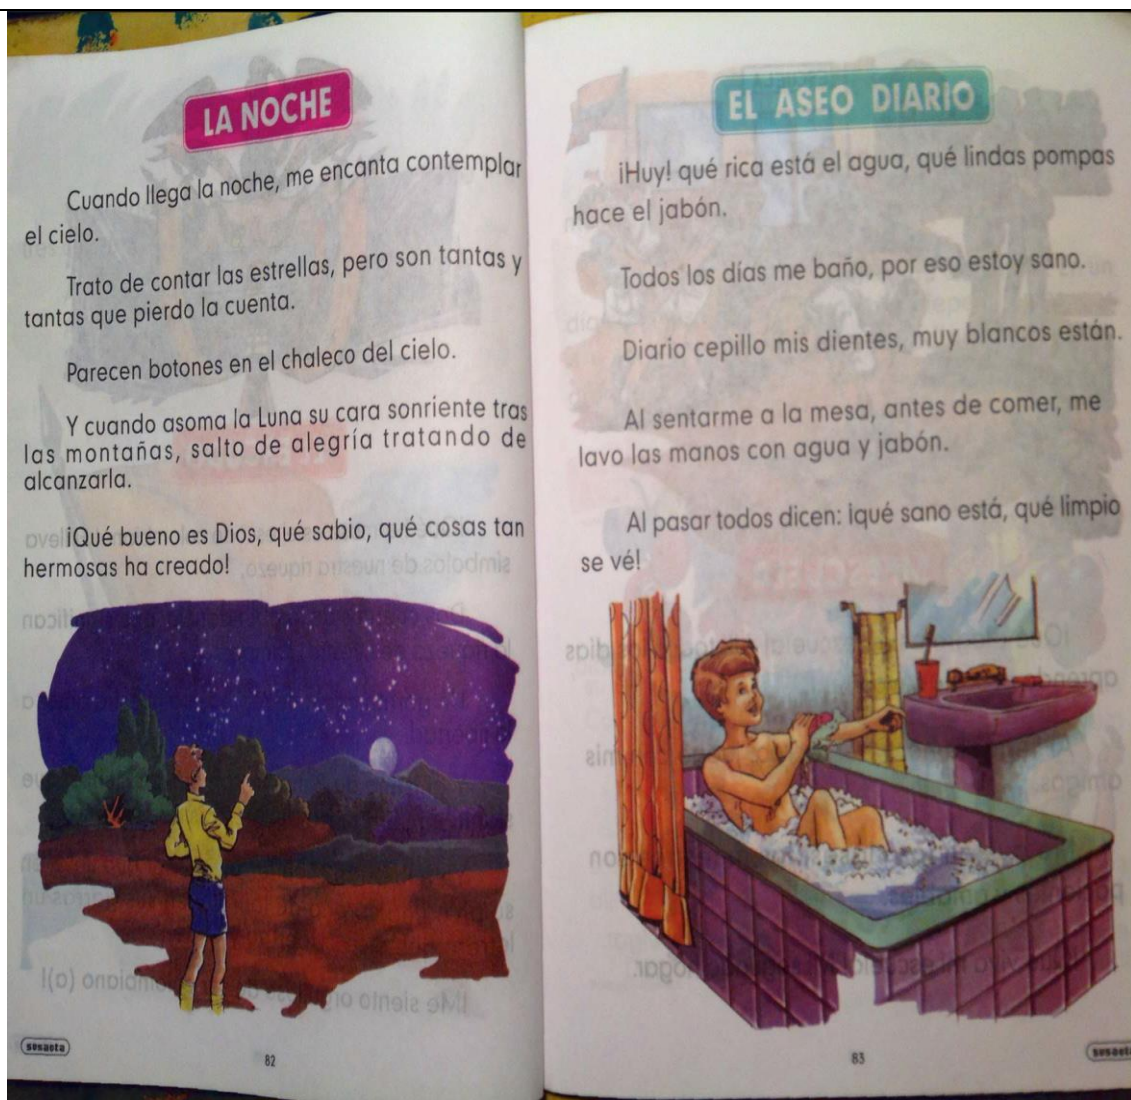 LA NOCHE
Cuando llega la noche, me encanta contemplar
el cielo.
Trato de contar las estrellas, pero son tantas y
tantas que pierdo la cuenta.
Parecen botones en el chaleco del cielo.
Y cuando asoma la Luna su cara sonriente tras
las montañas, salto de alegría tratando de
alcanzarla.
¡Qué bueno es Dios, qué sabio, qué cosas tan
hermosas ha creado!
susaeta
82
EL ASEO DIARIO
¡Huy! qué rica está el agua, qué lindas pompas
hace el jabón.
Todos los días me baño, por eso estoy sano.
Diario cepillo mis dientes, muy blancos están.
Al sentarme a la mesa, antes de comer, me
lavo las manos con agua y jabón.
Al pasar todos dicen: ¡qué sano está, qué limpio
se vé!
83